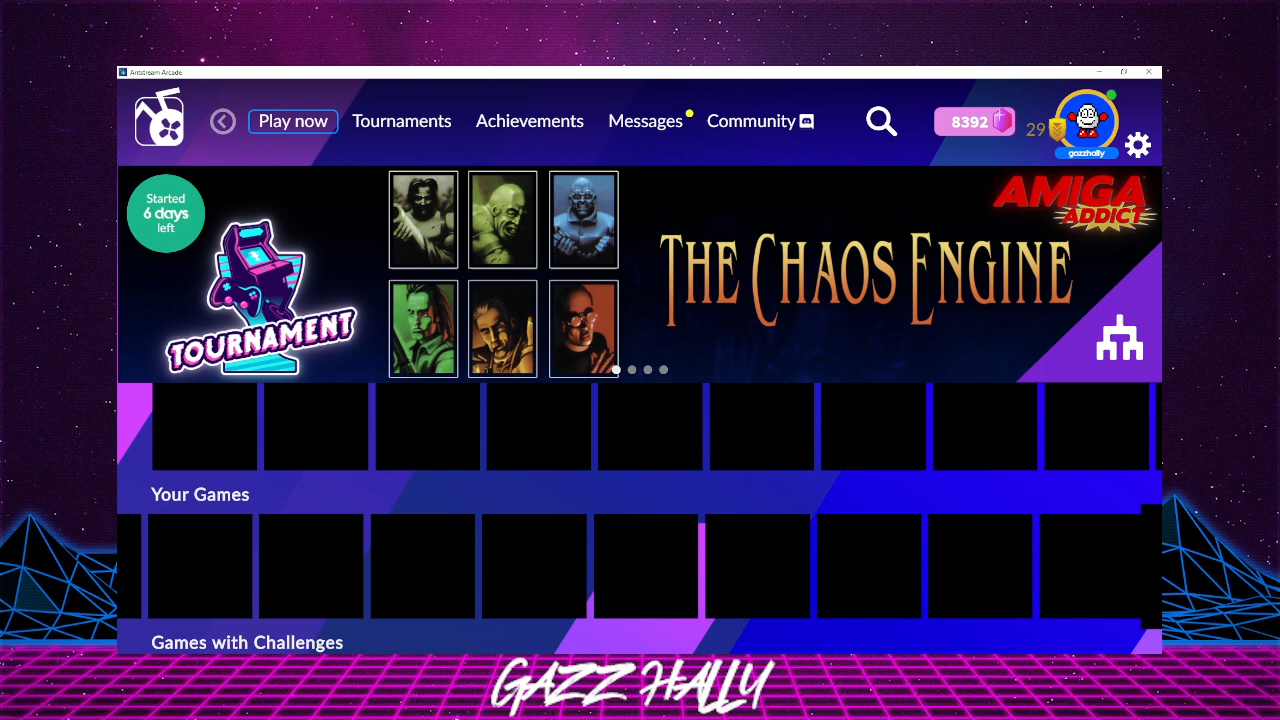 Antstream Arcade
Play now
Tournaments
Achievements
Messages
Community
8392
29
gazzhally
Started
6 days
left
TOURNAMENT
THE CHAOS ENGINE
AMIGA
ADDICT
Your Games
Games with Challenges
GAZZ HALLY